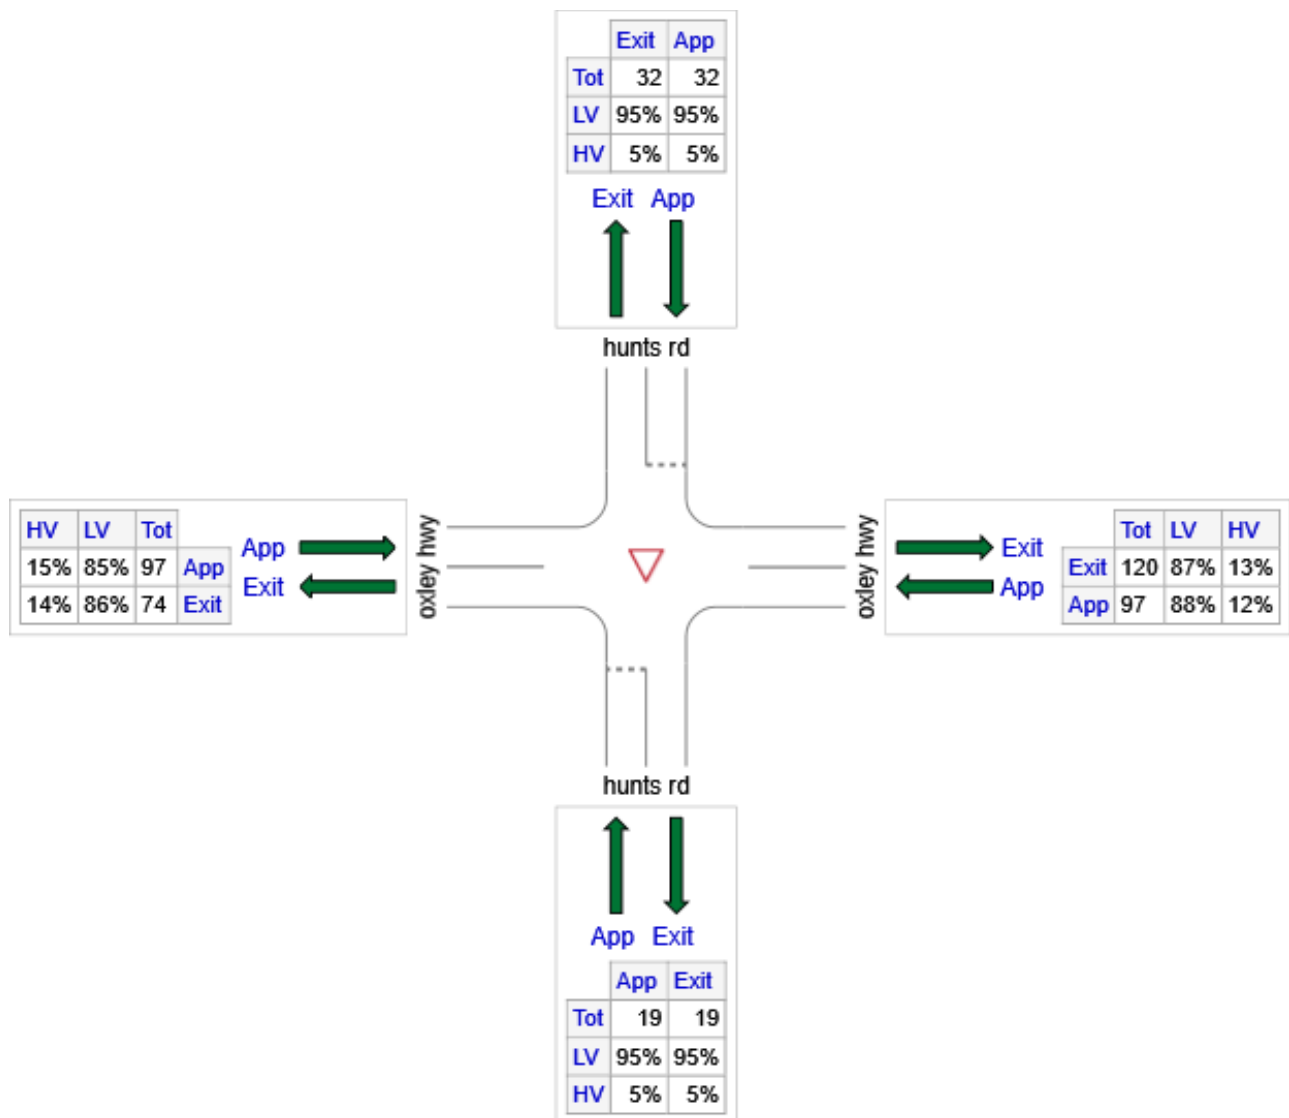 Exit App
Tot 32 32
LV 95% 95%
HV 5% 5%
Exit App
hunts rd
HV LV Tot
15% 85% 97 App
14% 86% 74 Exit
App
Exit
oxley hwy
oxley hwy
Exit
App
Tot LV HV
Exit 120 87% 13%
App 97 88% 12%
hunts rd
App Exit
App Exit
Tot 19 19
LV 95% 95%
HV 5% 5%